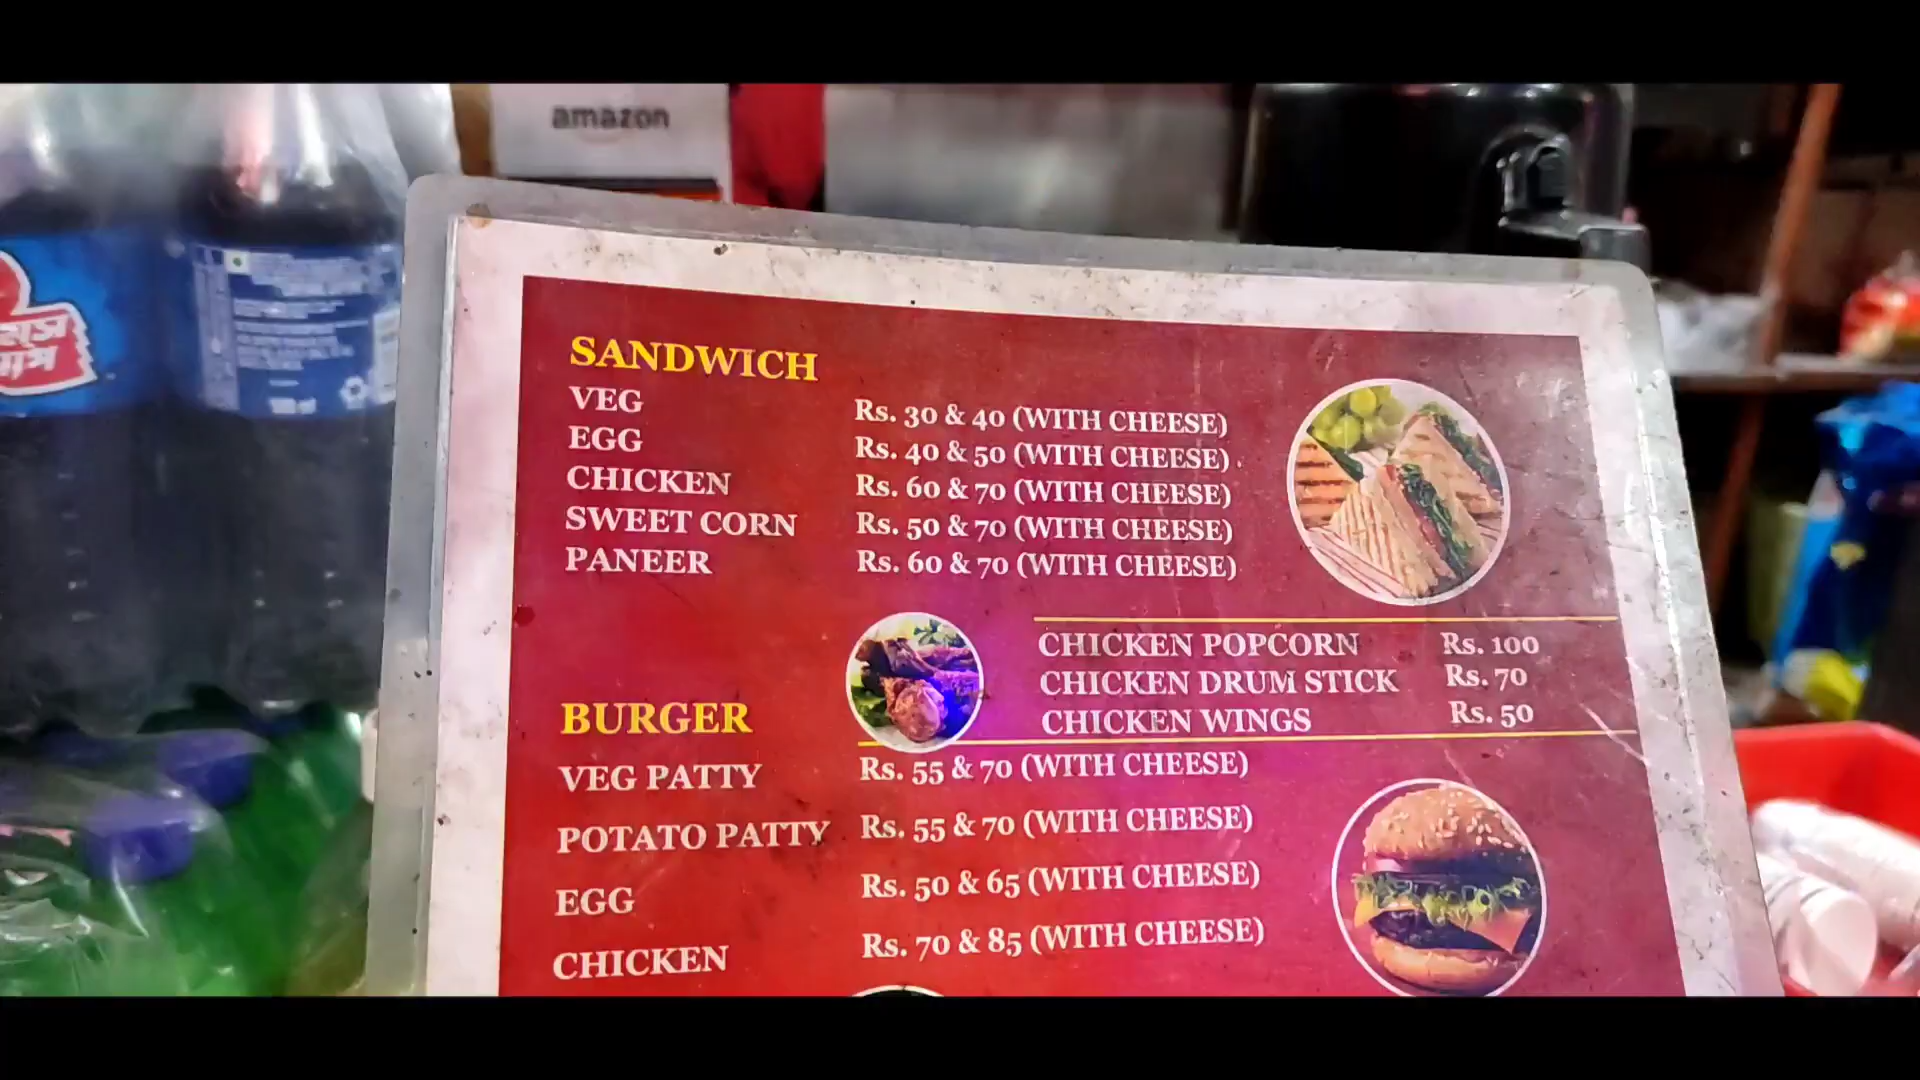 amazon
SANDWICH
VEG Rs. 30 & 40 (WITH CHEESE)
EGG Rs. 40 & 50 (WITH CHEESE)
CHICKEN Rs. 60 & 70 (WITH CHEESE)
SWEET CORN Rs. 50 & 70 (WITH CHEESE)
PANEER Rs. 60 & 70 (WITH CHEESE)
CHICKEN POPCORN Rs. 100
CHICKEN DRUM STICK Rs. 70
CHICKEN WINGS Rs. 50
BURGER
VEG PATTY Rs. 55 & 70 (WITH CHEESE)
POTATO PATTY Rs. 55 & 70 (WITH CHEESE)
EGG Rs. 50 & 65 (WITH CHEESE)
CHICKEN Rs. 70 & 85 (WITH CHEESE)